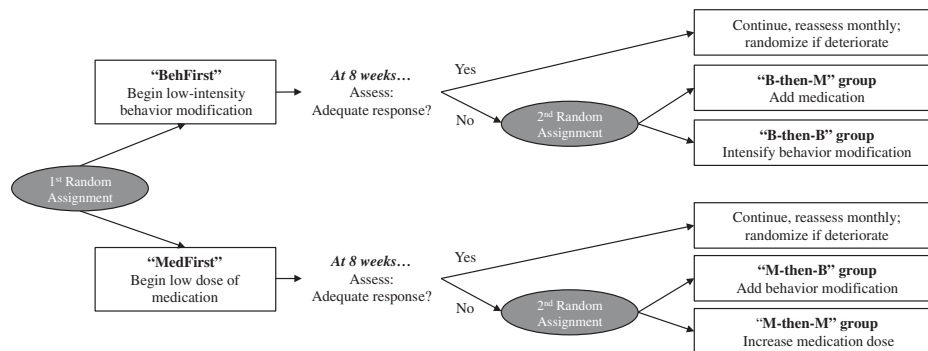 Continue, reassess monthly;
randomize if deteriorate
“BehFirst”
Begin low-intensity
behavior modification
At 8 weeks…
Assess:
Adequate response?
Yes
No
2nd Random
Assignment
“B-then-M” group
Add medication
“B-then-B” group
Intensify behavior modification
1st Random
Assignment
“MedFirst”
Begin low dose of
medication
At 8 weeks…
Assess:
Adequate response?
Yes
No
2nd Random
Assignment
Continue, reassess monthly;
randomize if deteriorate
“M-then-B” group
Add behavior modification
“M-then-M” group
Increase medication dose